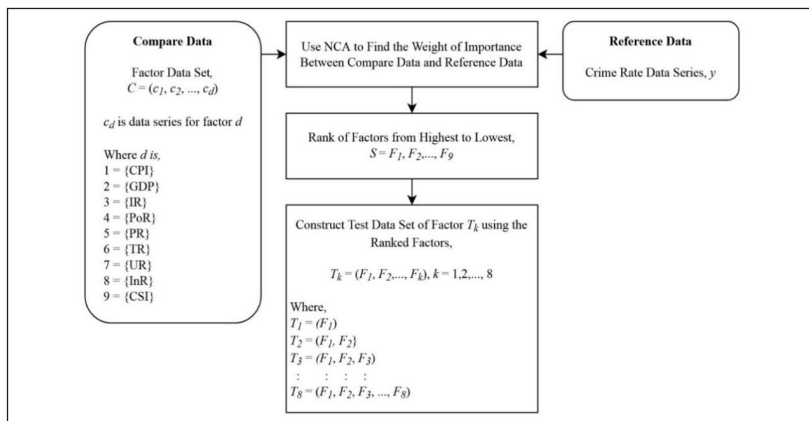 Compare Data
Factor Data Set,
C = (c1, c2, ..., cd)
cd is data series for factor d
Where d is,
1 = {CPI}
2 = {GDP}
3 = {IR}
4 = {PoR}
5 = {PR}
6 = {TR}
7 = {UR}
8 = {InR}
9 = {CSI}
Use NCA to Find the Weight of Importance
Between Compare Data and Reference Data
Reference Data
Crime Rate Data Series, y
Rank of Factors from Highest to Lowest,
S = F1, F2,..., F9
Construct Test Data Set of Factor Tk using the
Ranked Factors,
Tk = (F1, F2,..., Fk), k = 1,2,..., 8
Where,
T1 = (F1)
T2 = (F1, F2}
T3 = (F1, F2, F3)
: : : :
T8 = (F1, F2, F3, ..., F8)